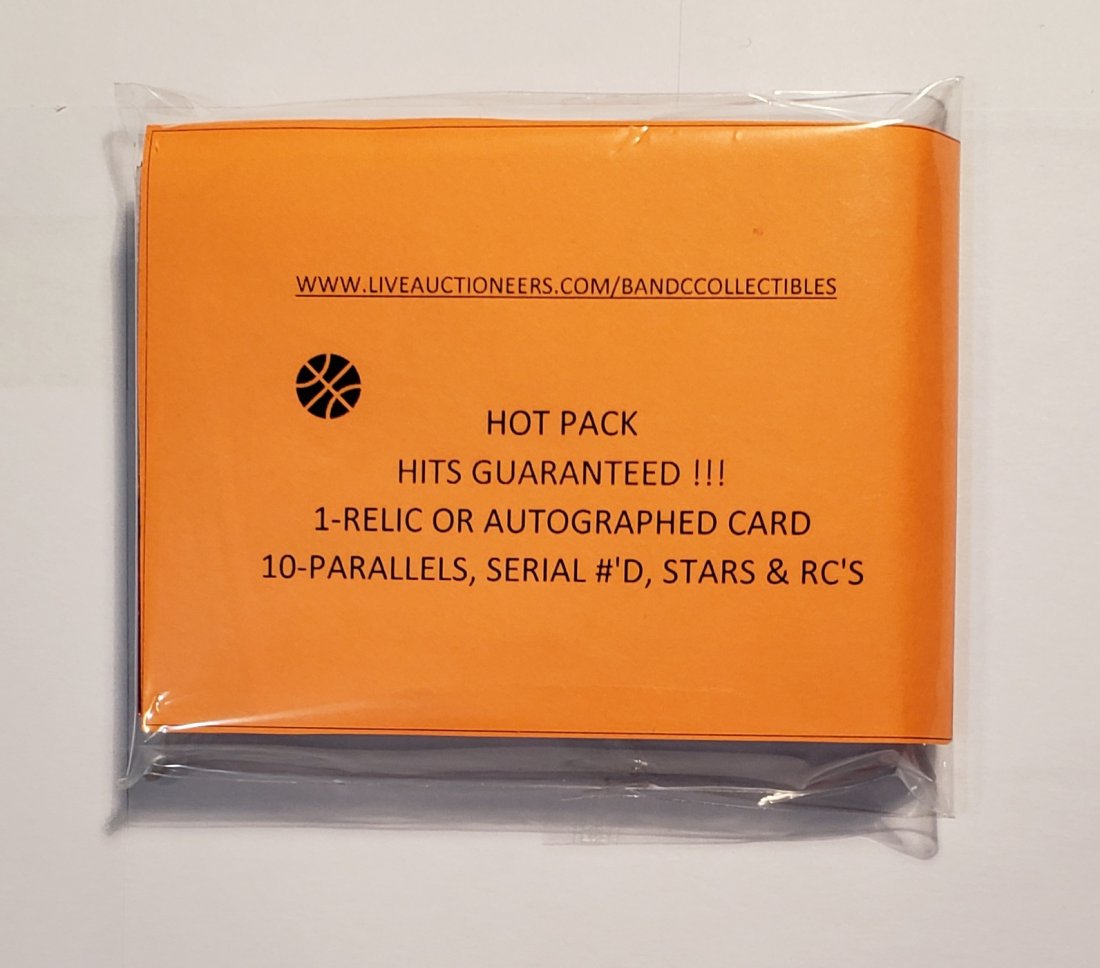 WWW.LIVEAUCTIONEERS.COM/BANDCCOLLECTIBLES
HOT PACK
HITS GUARANTEED !!!
1-RELIC OR AUTOGRAPHED CARD
10-PARALLELS, SERIAL #'D, STARS & RC'S